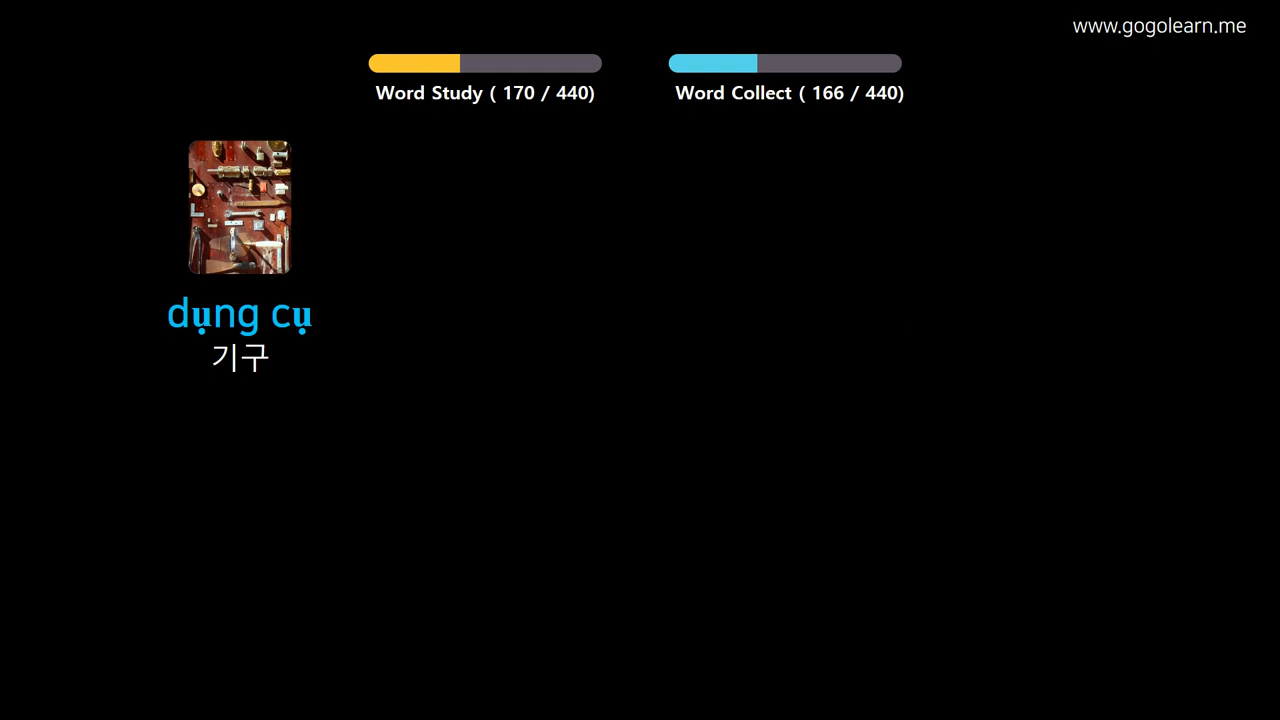 www.gogolearn.me
Word Study ( 170 / 440)
Word Collect ( 166 / 440)
dụng cụ
기구